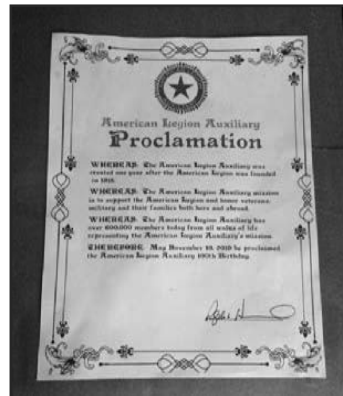 American Legion Auxiliary
Proclamation
WHEREAS: The American Legion Auxiliary was
created one year after the American Legion was founded
in 1919.
WHEREAS: The American Legion Auxiliary mission
is to support the American Legion and honor veterans
military and their families both here and abroad.
WHEREAS: The American Legion Auxiliary has
over 600,000 members today from all walks of life
representing the American Legion Auxiliary's mission.
THEREFORE: May November 10, 2019 be proclaimed
the American Legion Auxiliary 100th Birthday.